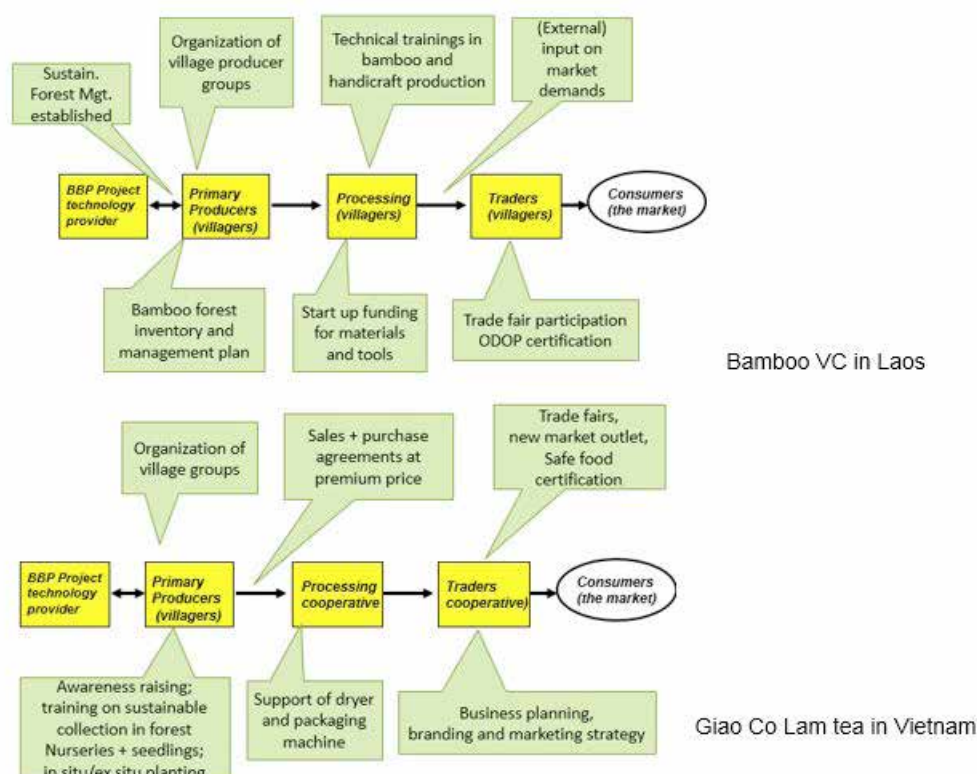 Sustain.
Forest Mgt.
established
Organization of
village producer
groups
Technical trainings in
bamboo and
handicraft production
(External)
input on
market
demands
BBP Project
technology
provider
Primary
Producers
(villagers)
Processing
(villagers)
Traders
(villagers)
Consumers
(the market)
Bamboo forest
inventory and
management plan
Start up funding
for materials
and tools
Trade fair participation
ODOP certification
Bamboo VC in Laos
Organization of
village groups
Sales + purchase
agreements at
premium price
Trade fairs,
new market outlet,
Safe food
certification
BBP Project
technology
provider
Primary
Producers
(villagers)
Processing
cooperative
Traders
cooperative)
Consumers
(the market)
Awareness raising;
training on sustainable
collection in forest
Nurseries + seedlings;
in situ/ex situ planting
Support of dryer
and packaging
machine
Business planning,
branding and marketing strategy
Giao Co Lam tea in Vietnam